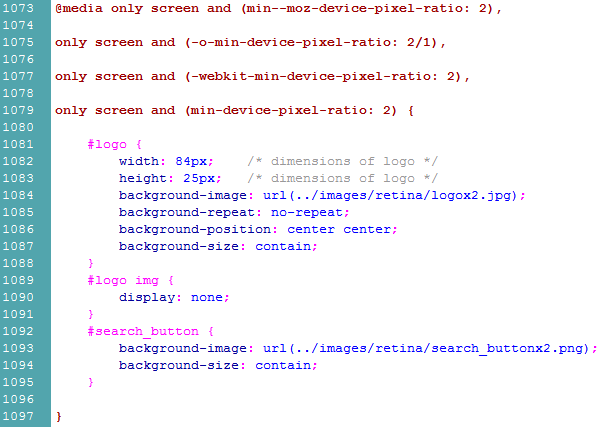 1073 @media only screen and (min--moz-device-pixel-ratio: 2),
1074
1075 only screen and (-o-min-device-pixel-ratio: 2/1),
1076
1077 only screen and (-webkit-min-device-pixel-ratio: 2),
1078
1079 only screen and (min-device-pixel-ratio: 2) {
1080
1081 #logo {
1082 width: 84px; /* dimensions of logo */
1083 height: 25px; /* dimensions of logo */
1084 background-image: url(../images/retina/logox2.jpg);
1085 background-repeat: no-repeat;
1086 background-position: center center;
1087 background-size: contain;
1088 }
1089 #logo img {
1090 display: none;
1091 }
1092 #search_button {
1093 background-image: url(../images/retina/search_buttonx2.png);
1094 background-size: contain;
1095 }
1096
1097 }